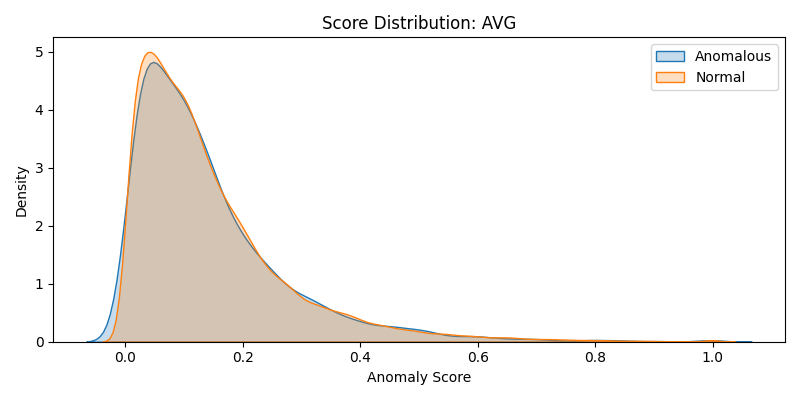 Score Distribution: AVG
Anomalous
Normal
Density
5
4
3
2
1
0
0.0 0.2 0.4 0.6 0.8 1.0
Anomaly Score